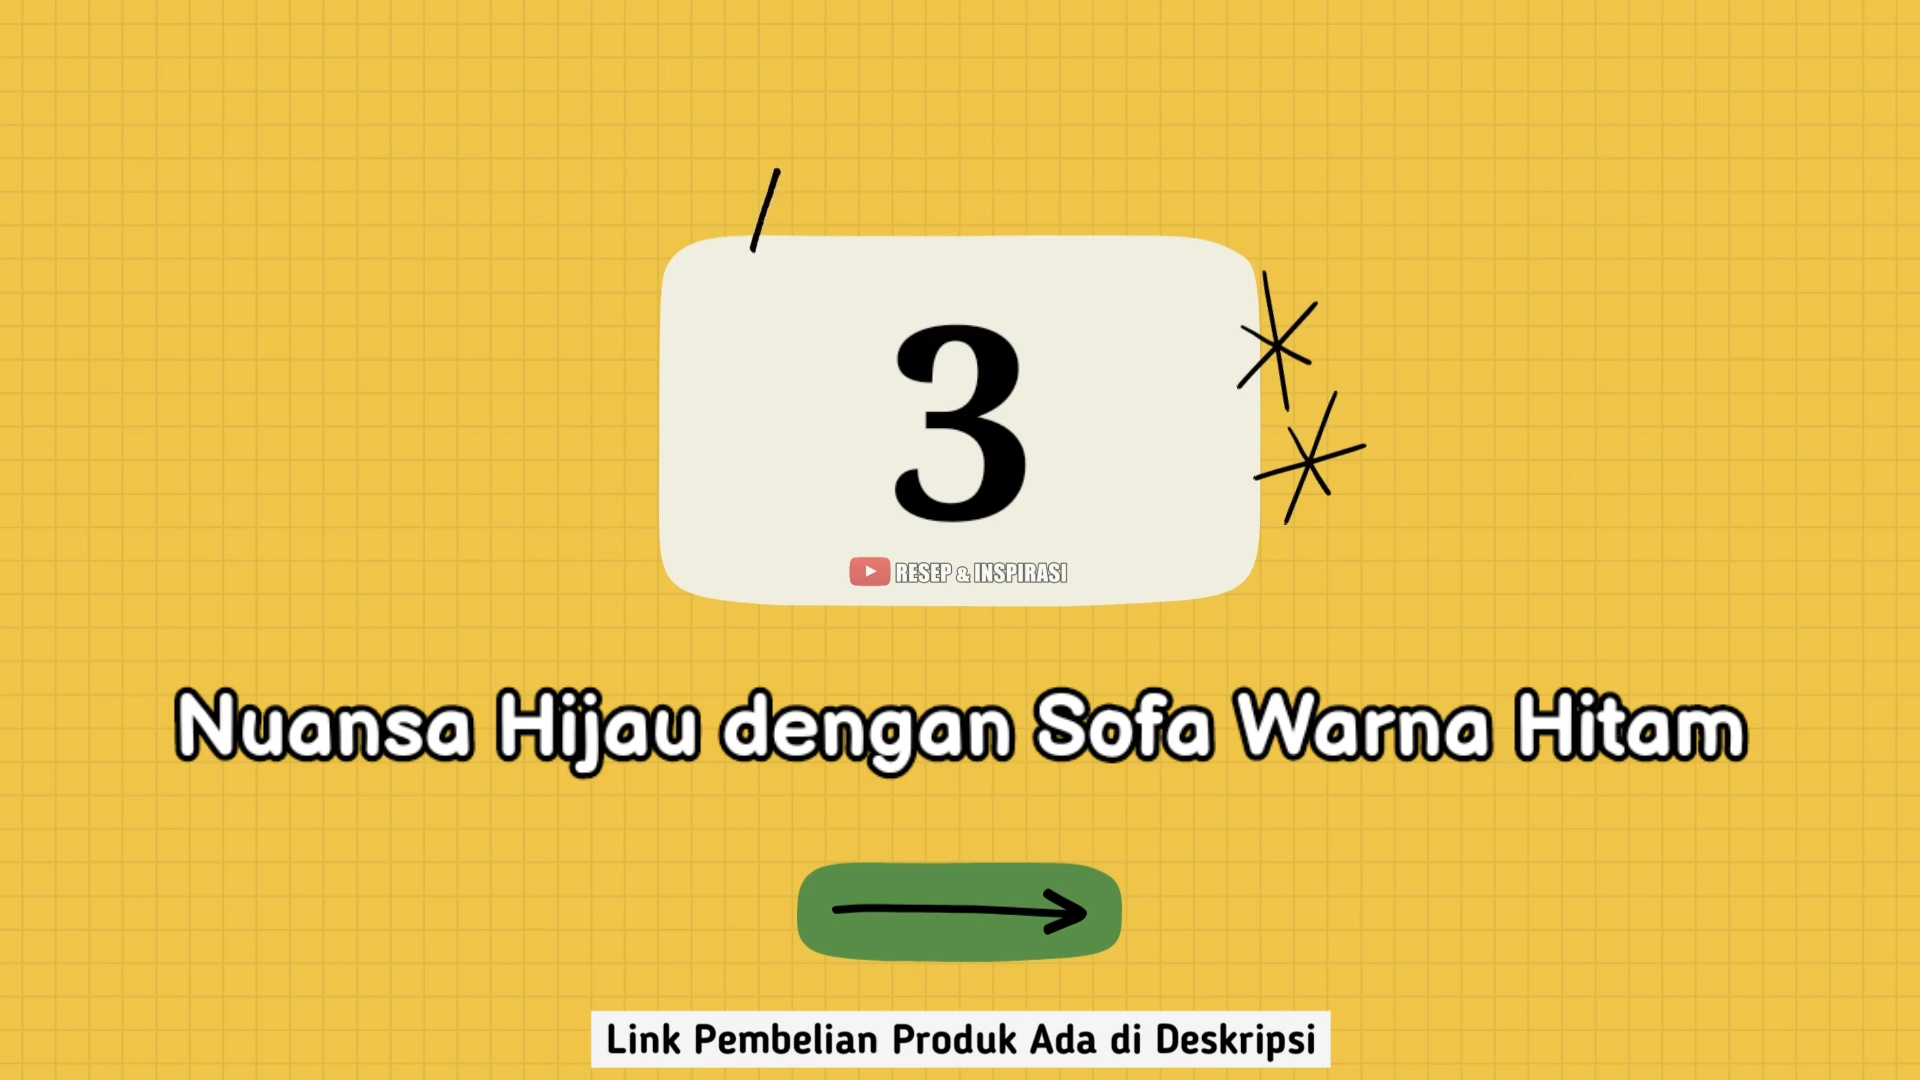 3
RESEP & INSPIRASI
Nuansa Hijau dengan Sofa Warna Hitam
Link Pembelian Produk Ada di Deskripsi